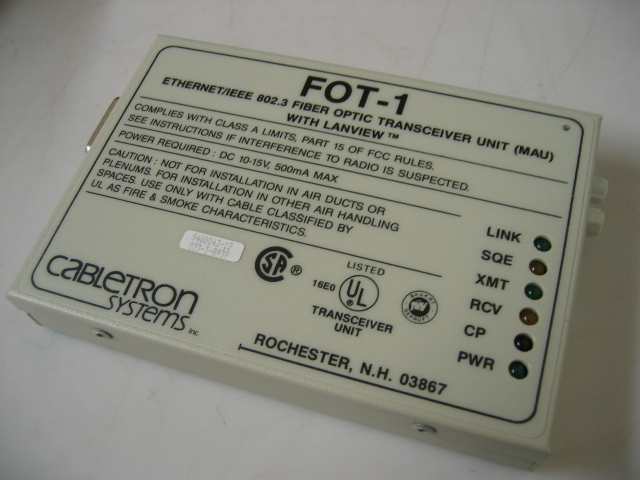 FOT-1
ETHERNET/IEEE 802.3 FIBER OPTIC TRANSCEIVER UNIT (MAU)
WITH LANVIEW™
COMPLIES WITH CLASS A LIMITS, PART 15 OF FCC RULES.
SEE INSTRUCTIONS IF INTERFERENCE TO RADIO IS SUSPECTED.
POWER REQUIRED : DC 10-15V, 500mA MAX
CAUTION : NOT FOR INSTALLATION IN AIR DUCTS OR
PLENUMS. FOR INSTALLATION IN OTHER AIR HANDLING
SPACES. USE ONLY WITH CABLE CLASSIFIED BY
UL AS FIRE & SMOKE CHARACTERISTICS.
LINK
SQE
XMT
RCV
CP
PWR
CABLETRON
SYSTEMS Inc.
SA ®
LISTED
16E0 UL
TRANSCEIVER
UNIT
TUV
ROCHESTER, N.H. 03867